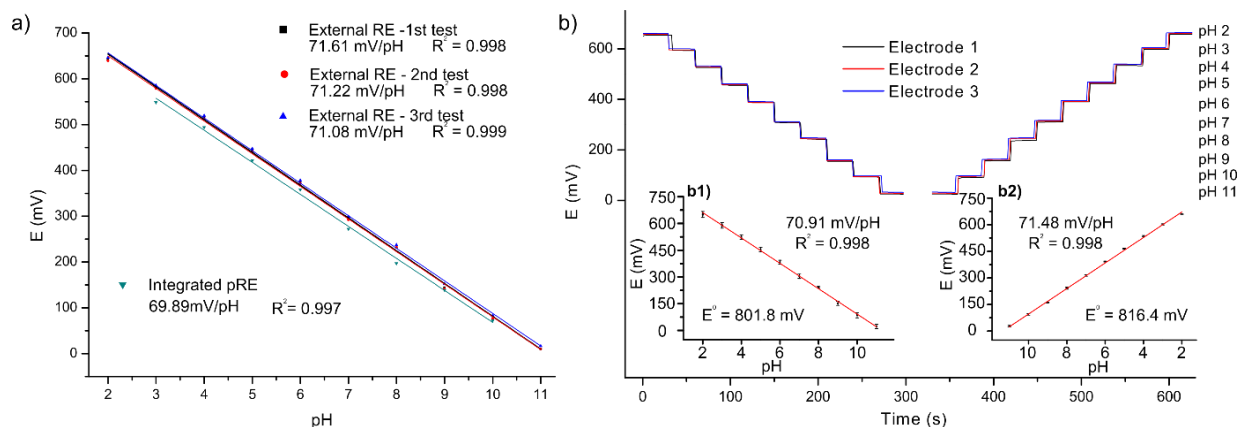 a)
External RE -1st test
71.61 mV/pH R² = 0.998
External RE - 2nd test
71.22 mV/pH R² = 0.998
External RE - 3rd test
71.08 mV/pH R² = 0.999
Integrated pRE
69.89mV/pH R²= 0.997
E (mV)
700
600
500
400
300
200
100
0
2 3 4 5 6 7 8 9 10 11
pH
b)
Electrode 1
Electrode 2
Electrode 3
E (mV)
600
400
200
0
pH 2
pH 3
pH 4
pH 5
pH 6
pH 7
pH 8
pH 9
pH 10
pH 11
b1)
70.91 mV/pH
R² = 0.998
E° = 801.8 mV
E (mV)
750
600
450
300
150
0
2 4 6 8 10
pH
b2)
71.48 mV/pH
R² = 0.998
E° = 816.4 mV
E (mV)
750
600
450
300
150
0
10 8 6 4 2
pH
0 100 200 300 400 500 600
Time (s)